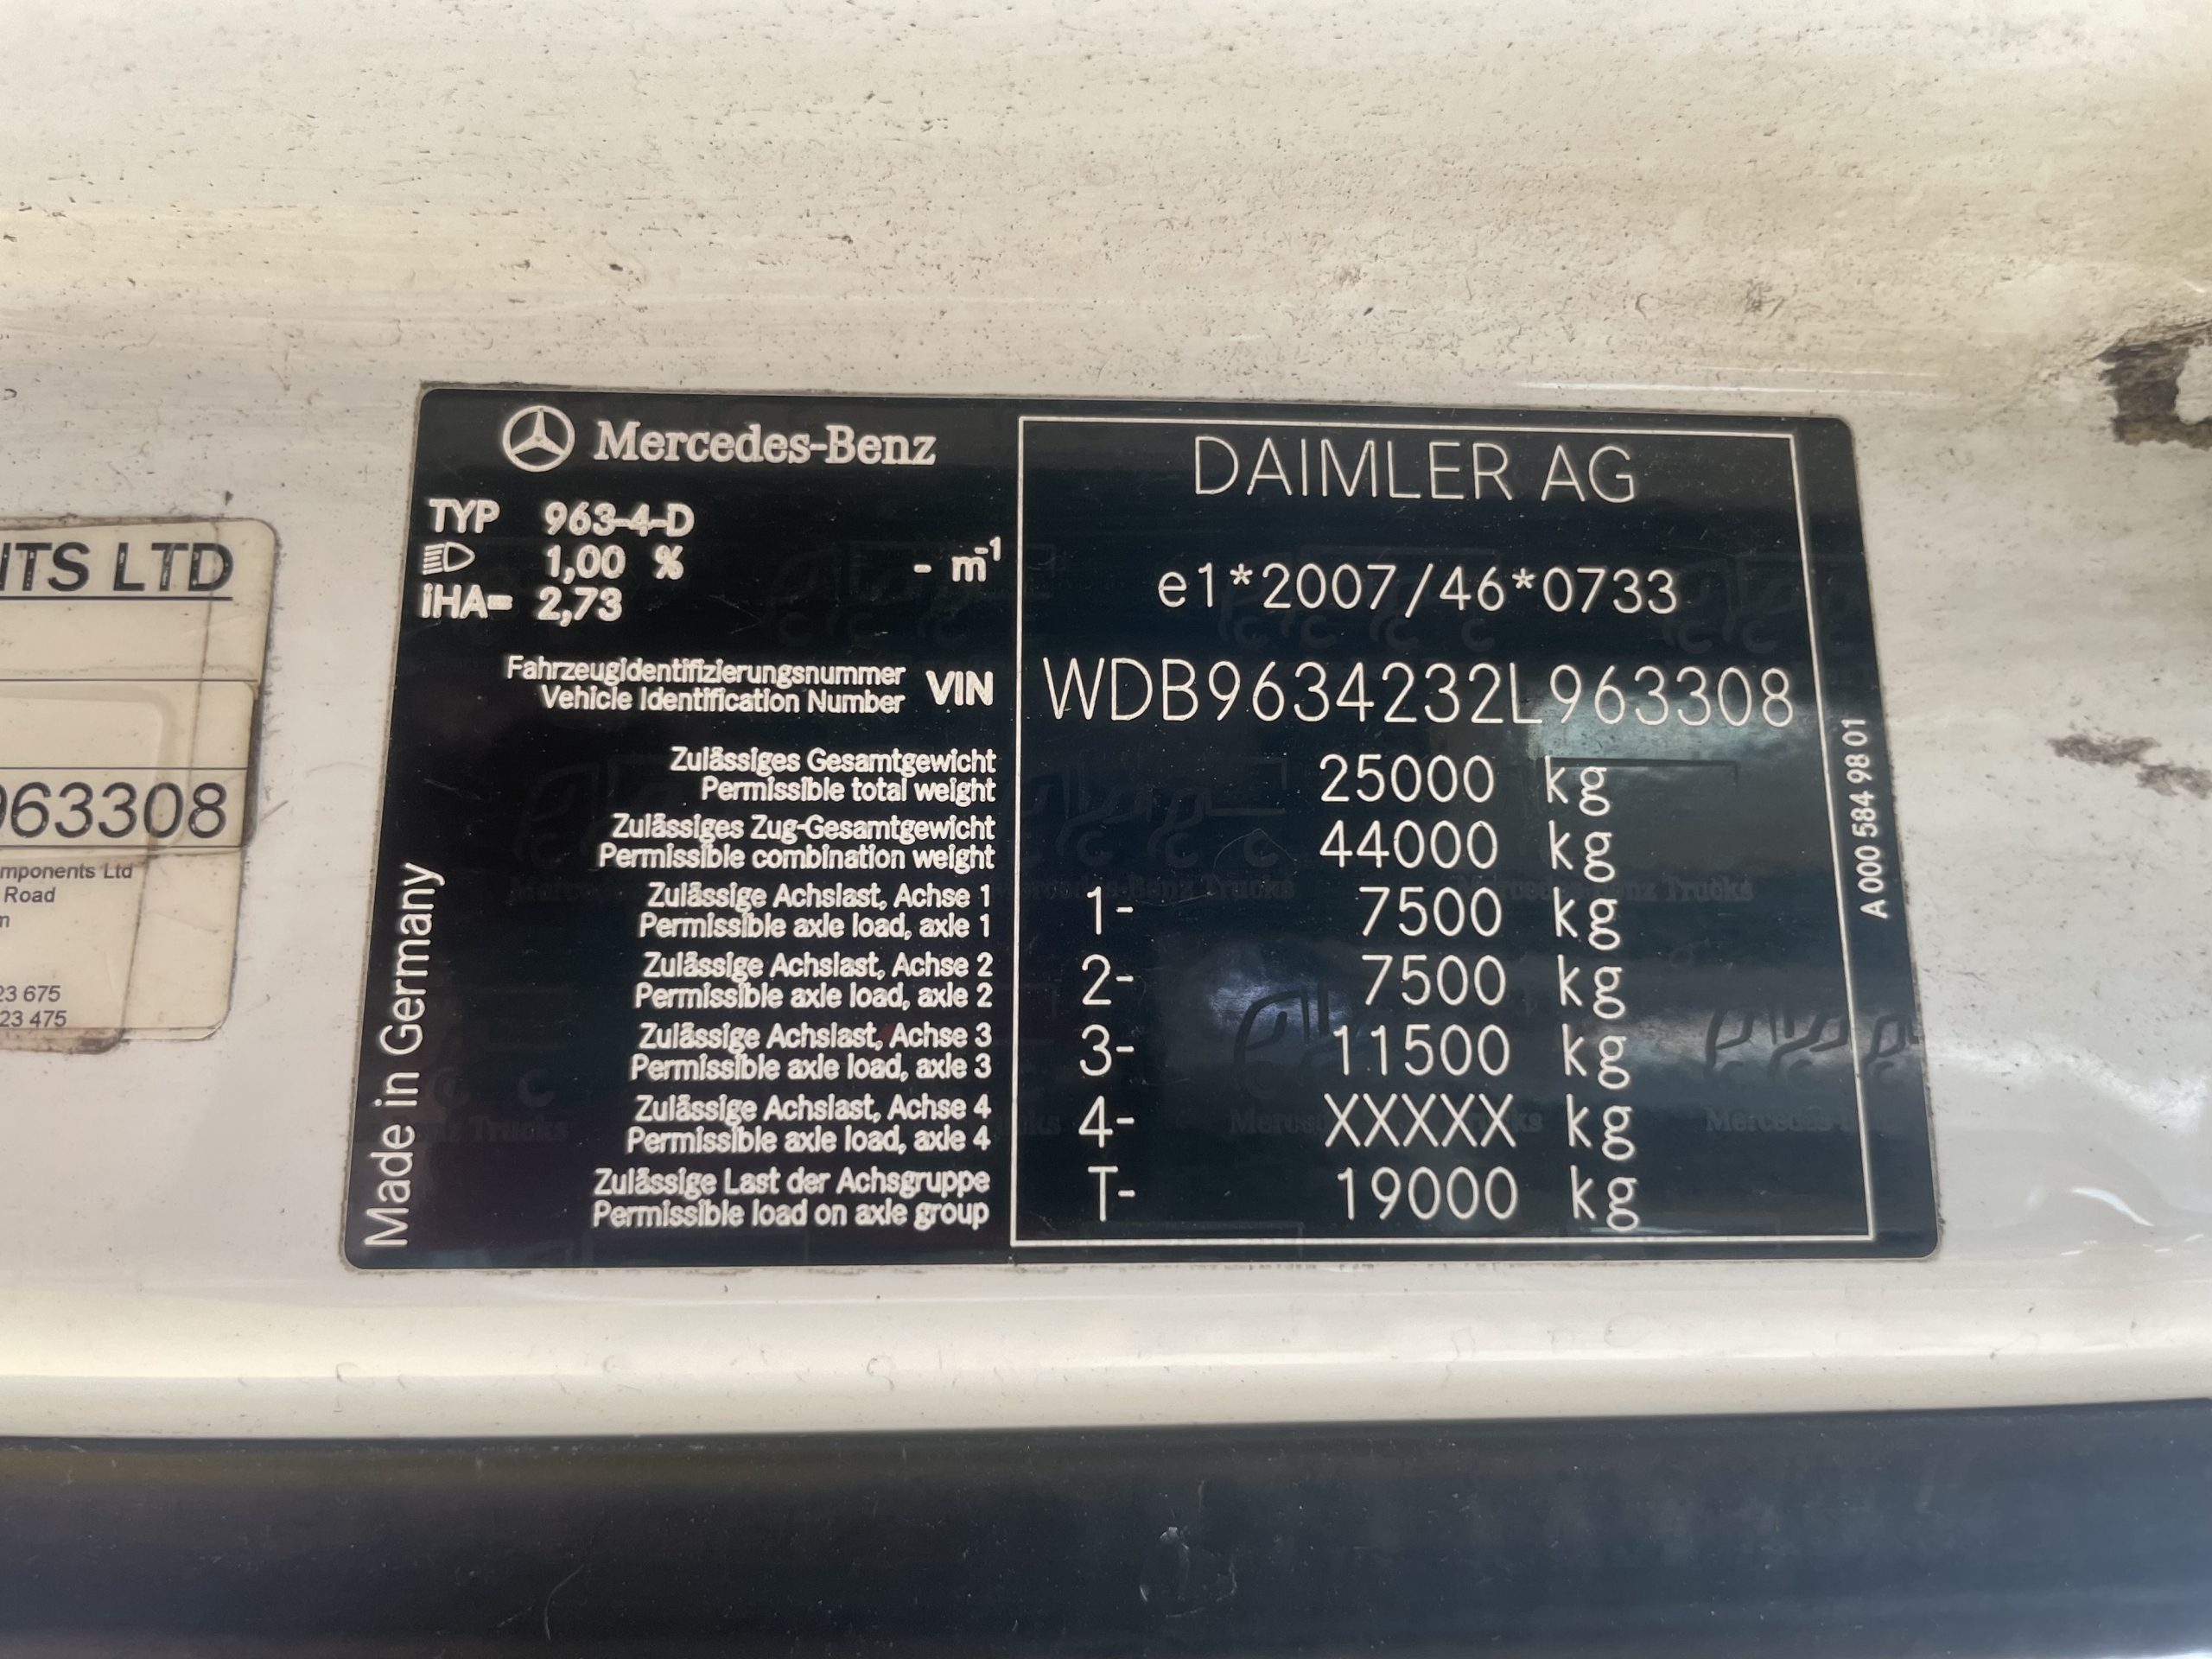 NTS LTD
963308
mponents Ltd
Road
23 675
23 475
Mercedes-Benz
TYP 963-4-D
1,00 % - m-1
iHA= 2,73
Fahrzeugidentifizierungsnummer
Vehicle Identification Number
VIN
Zulässiges Gesamtgewicht
Permissible total weight
Zulässiges Zug-Gesamtgewicht
Permissible combination weight
Zulässige Achslast, Achse 1
Permissible axle load, axle 1
Zulässige Achslast, Achse 2
Permissible axle load, axle 2
Zulässige Achslast, Achse 3
Permissible axle load, axle 3
Zulässige Achslast, Achse 4
Permissible axle load, axle 4
Zulässige Last der Achsgruppe
Permissible load on axle group
Made in Germany
DAIMLER AG
e1*2007/46*0733
WDB9634232L963308
25000 kg
44000 kg
1- 7500 kg
2- 7500 kg
3- 11500 kg
4- XXXXX kg
T- 19000 kg
A 000 584 98 01
Mercedes-Benz Trucks